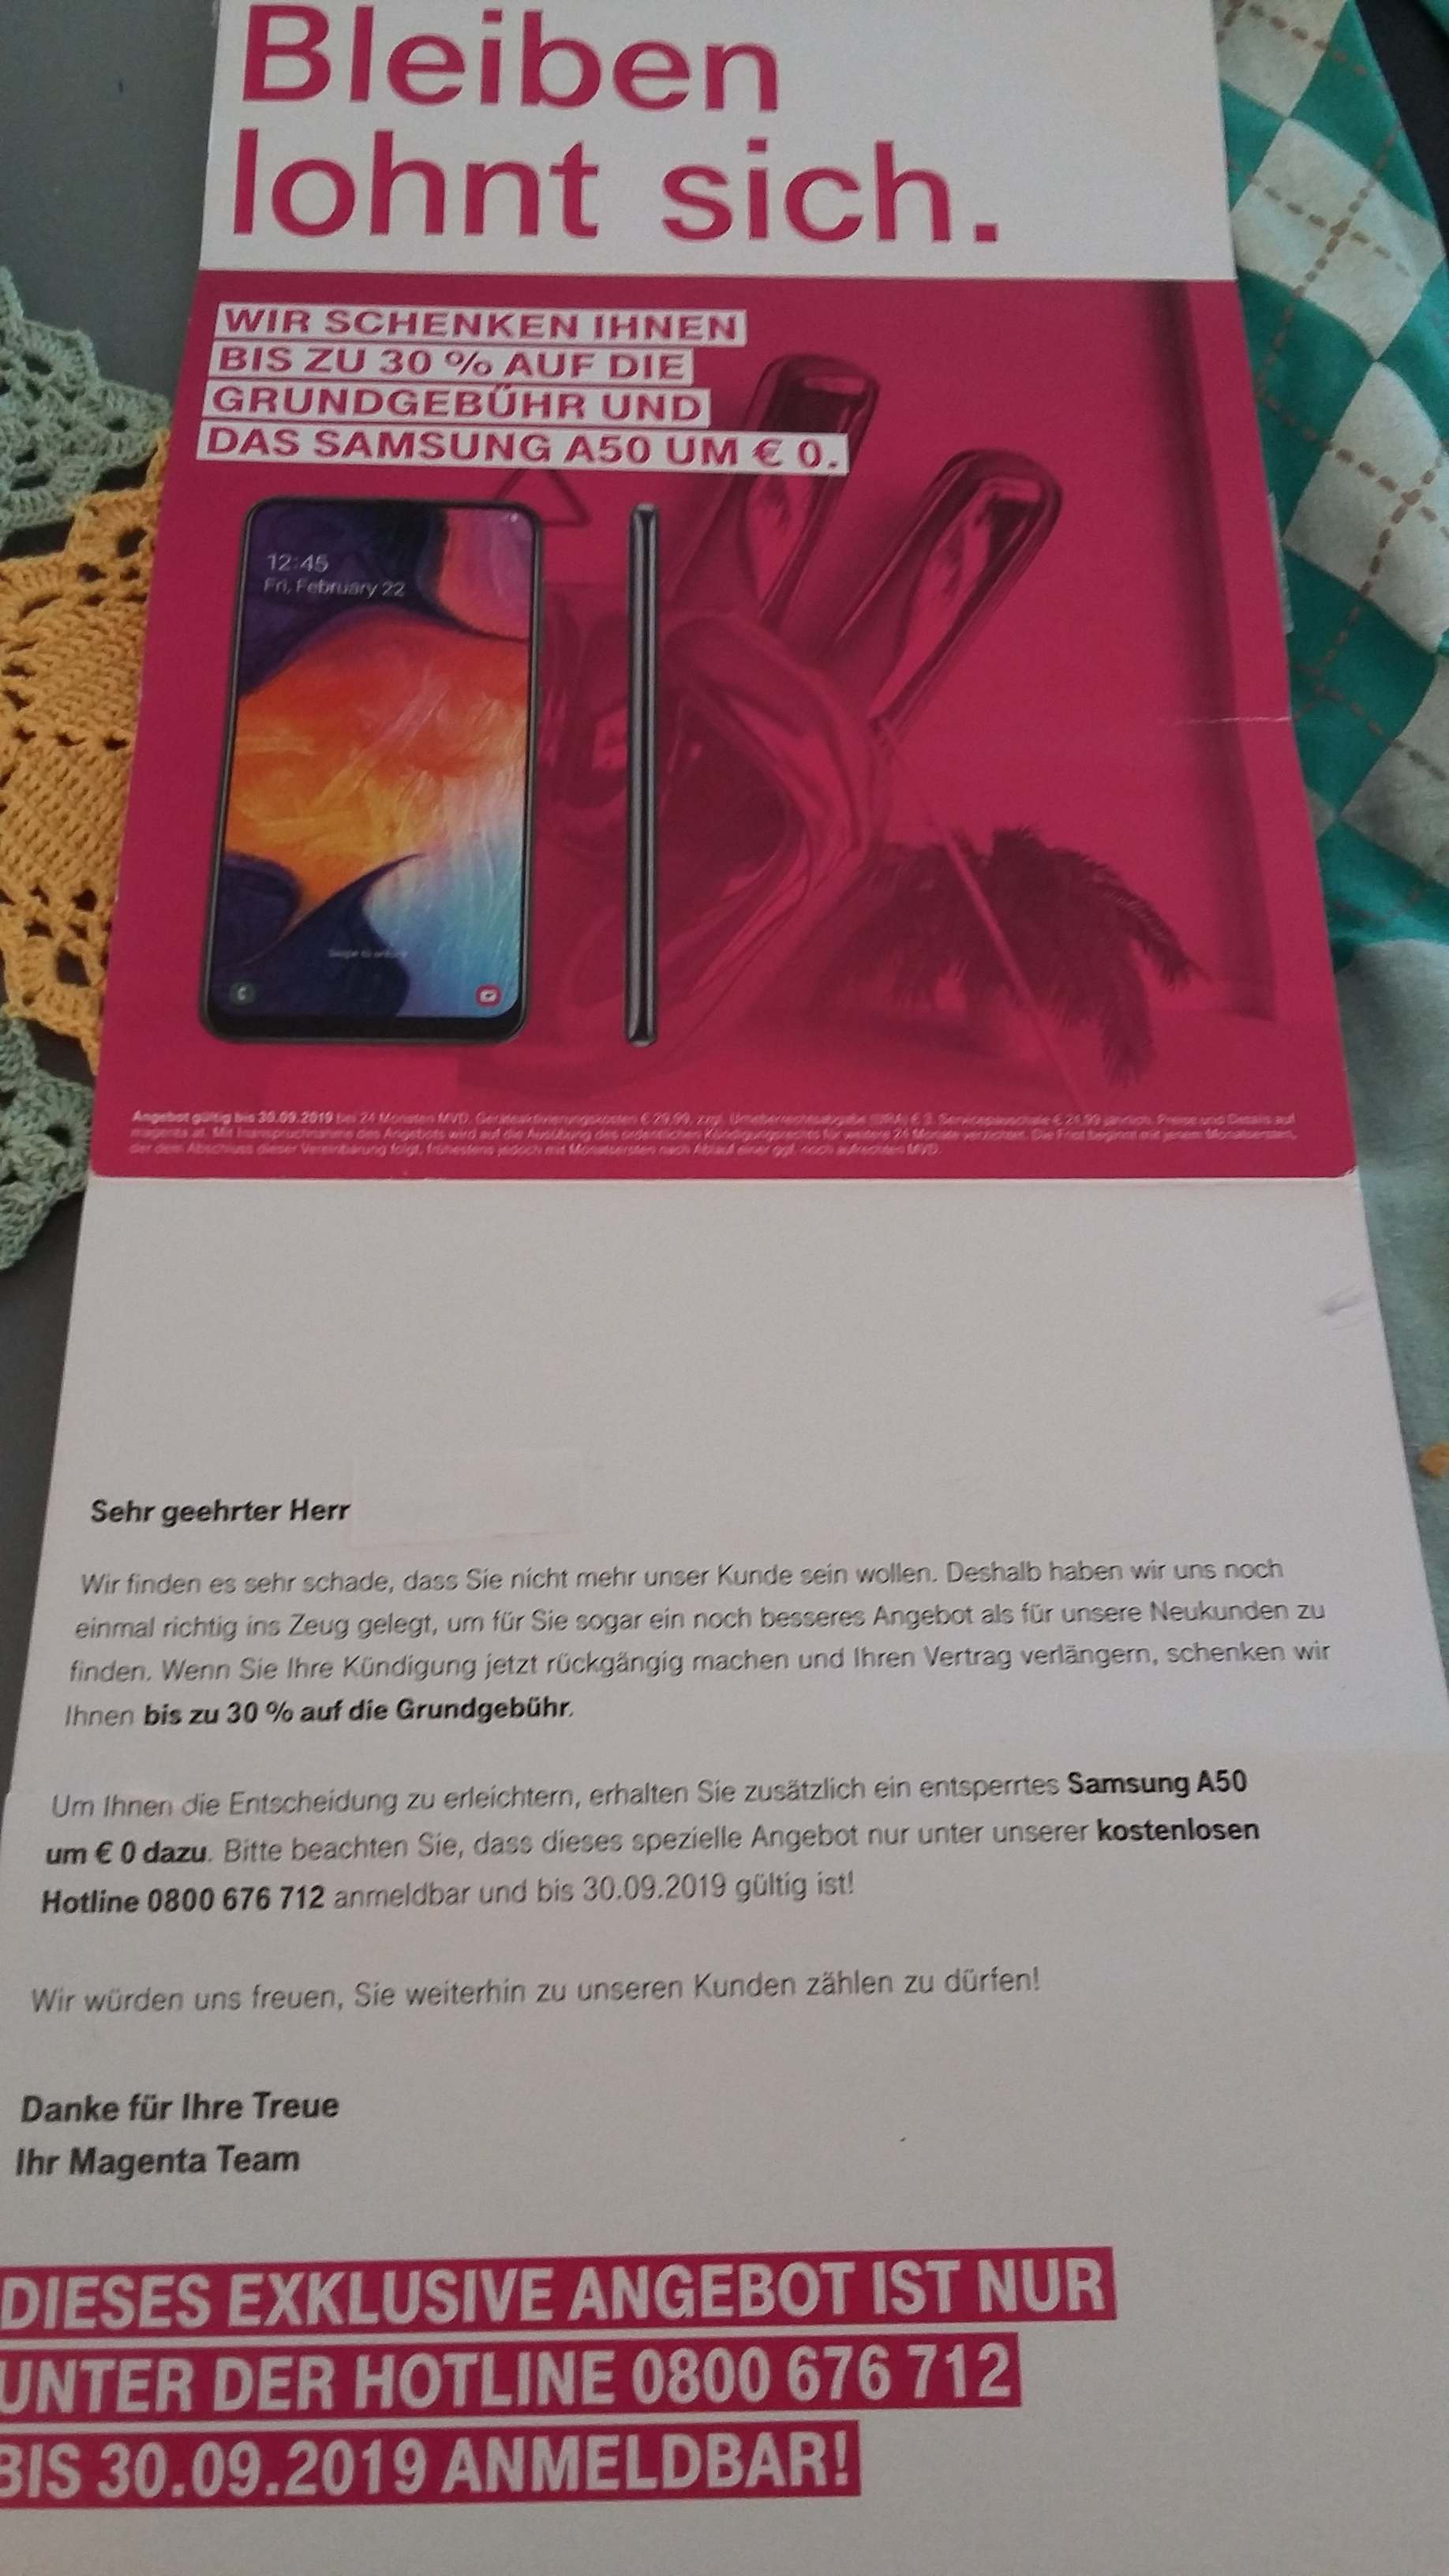 Bleiben
lohnt sich.
WIR SCHENKEN IHNEN
BIS ZU 30 % AUF DIE
GRUNDGEBÜHR UND
DAS SAMSUNG A50 UM € 0.
12:45
Fri, February 22
Angebot gültig bis 30.09.2019 bei 24 Monaten MVD. Geräteaktivierungskosten € 29,99, zzgl. Urheberrechtsabgabe (URA) € 3. Servicepauschale € 24,99 jährlich. Preise und Details auf
magenta.at. Mit Inanspruchnahme des Angebots wird auf die Ausübung des ordentlichen Kündigungsrechts für weitere 24 Monate verzichtet. Die Frist beginnt mit jenem Monatsersten,
der dem Abschluss dieser Vereinbarung folgt, frühestens jedoch mit Monatsersten nach Ablauf einer ggf. noch aufrechten MVD.
Sehr geehrter Herr
Wir finden es sehr schade, dass Sie nicht mehr unser Kunde sein wollen. Deshalb haben wir uns noch
einmal richtig ins Zeug gelegt, um für Sie sogar ein noch besseres Angebot als für unsere Neukunden zu
finden. Wenn Sie Ihre Kündigung jetzt rückgängig machen und Ihren Vertrag verlängern, schenken wir
Ihnen bis zu 30 % auf die Grundgebühr.
Um Ihnen die Entscheidung zu erleichtern, erhalten Sie zusätzlich ein entsperrtes Samsung A50
um € 0 dazu. Bitte beachten Sie, dass dieses spezielle Angebot nur unter unserer kostenlosen
Hotline 0800 676 712 anmeldbar und bis 30.09.2019 gültig ist!
Wir würden uns freuen, Sie weiterhin zu unseren Kunden zählen zu dürfen!
Danke für Ihre Treue
Ihr Magenta Team
DIESES EXKLUSIVE ANGEBOT IST NUR
UNTER DER HOTLINE 0800 676 712
BIS 30.09.2019 ANMELDBAR!